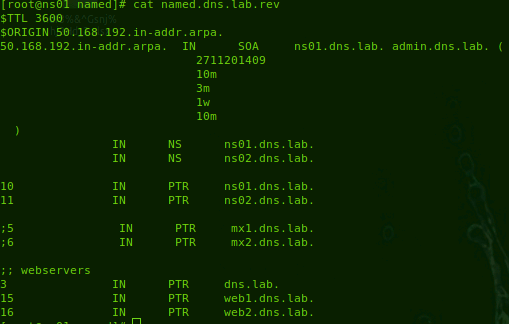 [root@ns01 named]# cat named.dns.lab.rev
$TTL 3600
$ORIGIN 50.168.192.in-addr.arpa.
50.168.192.in-addr.arpa.  IN      SOA     ns01.dns.lab. admin.dns.lab. (
                            2711201409
                            10m
                            3m
                            1w
                            10m
  )
                IN      NS      ns01.dns.lab.
                IN      NS      ns02.dns.lab.
10              IN      PTR     ns01.dns.lab.
11              IN      PTR     ns02.dns.lab.
;5               IN      PTR     mx1.dns.lab.
;6               IN      PTR     mx2.dns.lab.
;; webservers
3               IN      PTR     dns.lab.
15              IN      PTR     web1.dns.lab.
16              IN      PTR     web2.dns.lab.
[root@ns01 named]#